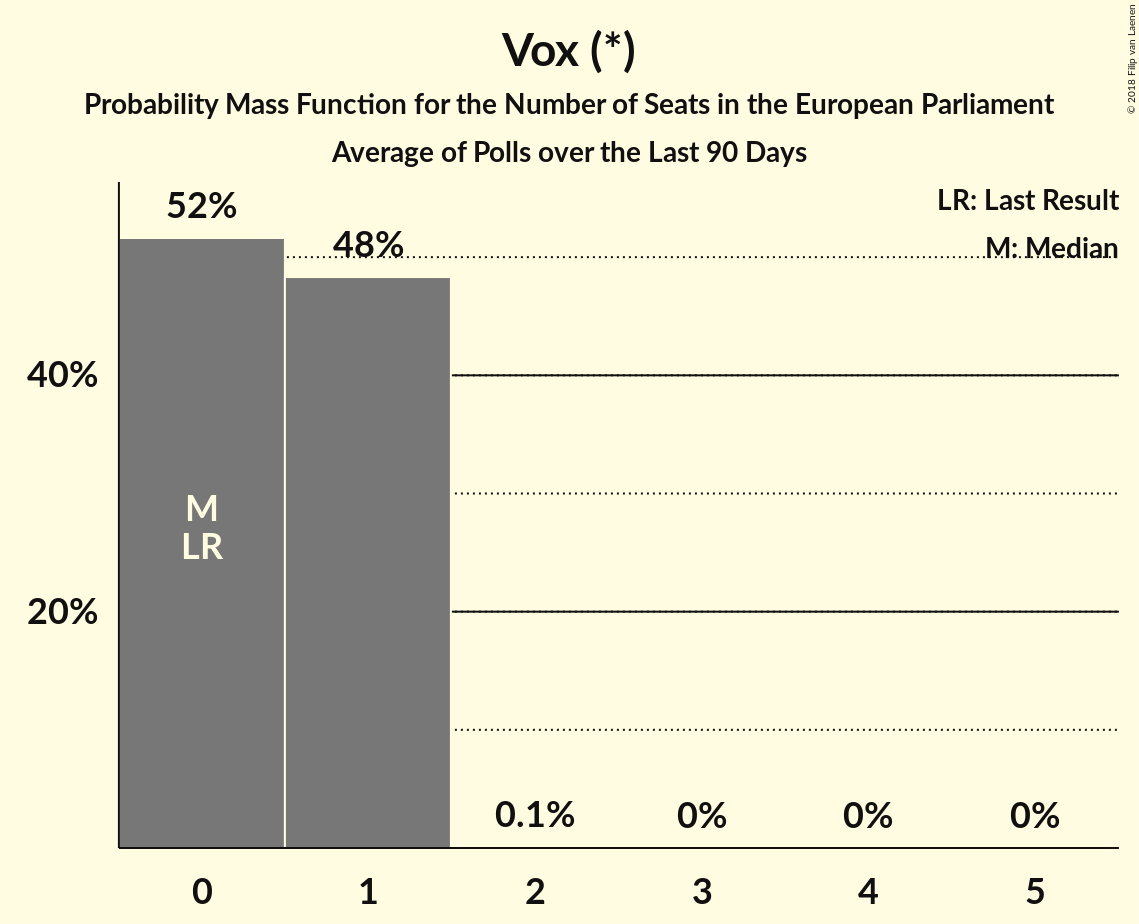 Vox (*)
Probability Mass Function for the Number of Seats in the European Parliament
Average of Polls over the Last 90 Days
© 2018 Filip van Laenen
LR: Last Result
M: Median
52%
48%
40%
20%
M
LR
0.1%
0%
0%
0%
0
1
2
3
4
5